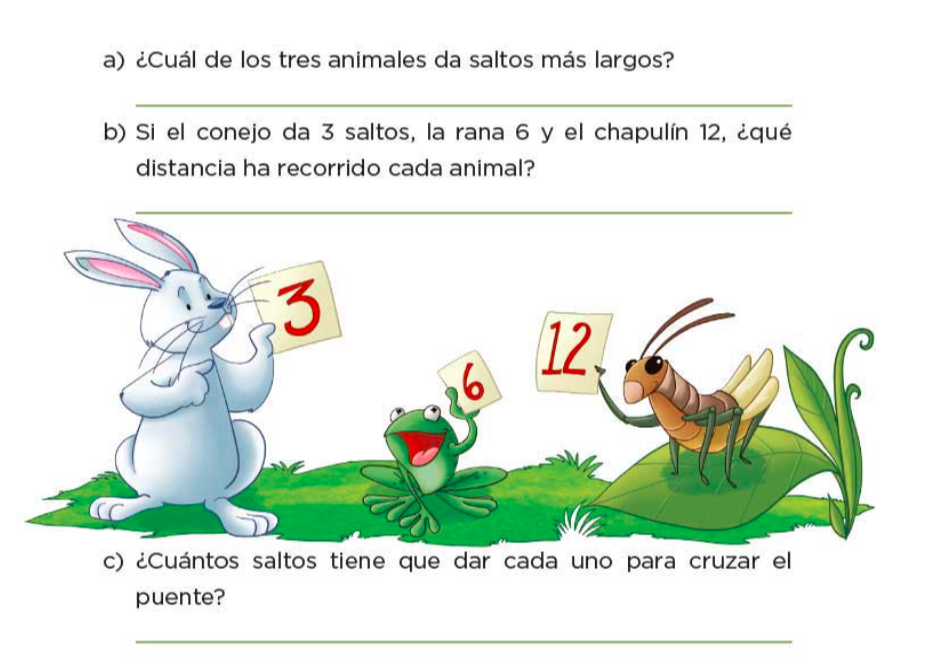 a) ¿Cuál de los tres animales da saltos más largos?
b) Si el conejo da 3 saltos, la rana 6 y el chapulín 12, ¿qué
distancia ha recorrido cada animal?
3
6
12
c) ¿Cuántos saltos tiene que dar cada uno para cruzar el
puente?